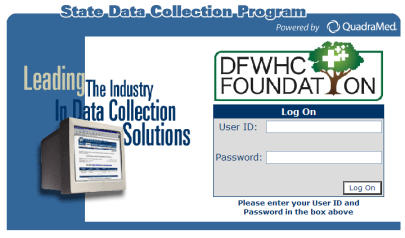 State Data Collection Program
Powered by QuadraMed.
Leading The Industry
In Data Collection
Solutions
DFWHC
FOUNDATION
Log On
User ID:
Password:
Log On
Please enter your User ID and
Password in the box above